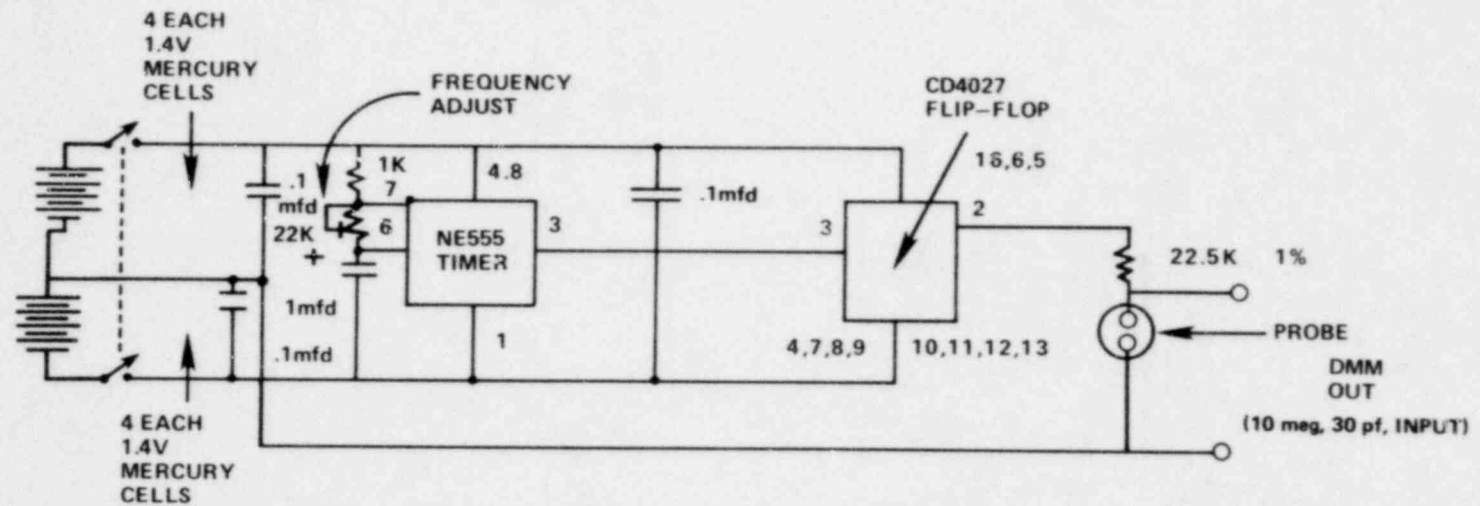 4 EACH
1.4V
MERCURY
CELLS
FREQUENCY
ADJUST
CD4027
FLIP-FLOP
16,6,5
1K
4.8
.1
mfd
7
.1mfd
2
22K
6
NE555
TIMER
3
3
+
22.5K 1%
1mfd
1
PROBE
.1mfd
4,7,8,9
10,11,12,13
DMM
OUT
(10 meg, 30 pf, INPUT)
4 EACH
1.4V
MERCURY
CELLS